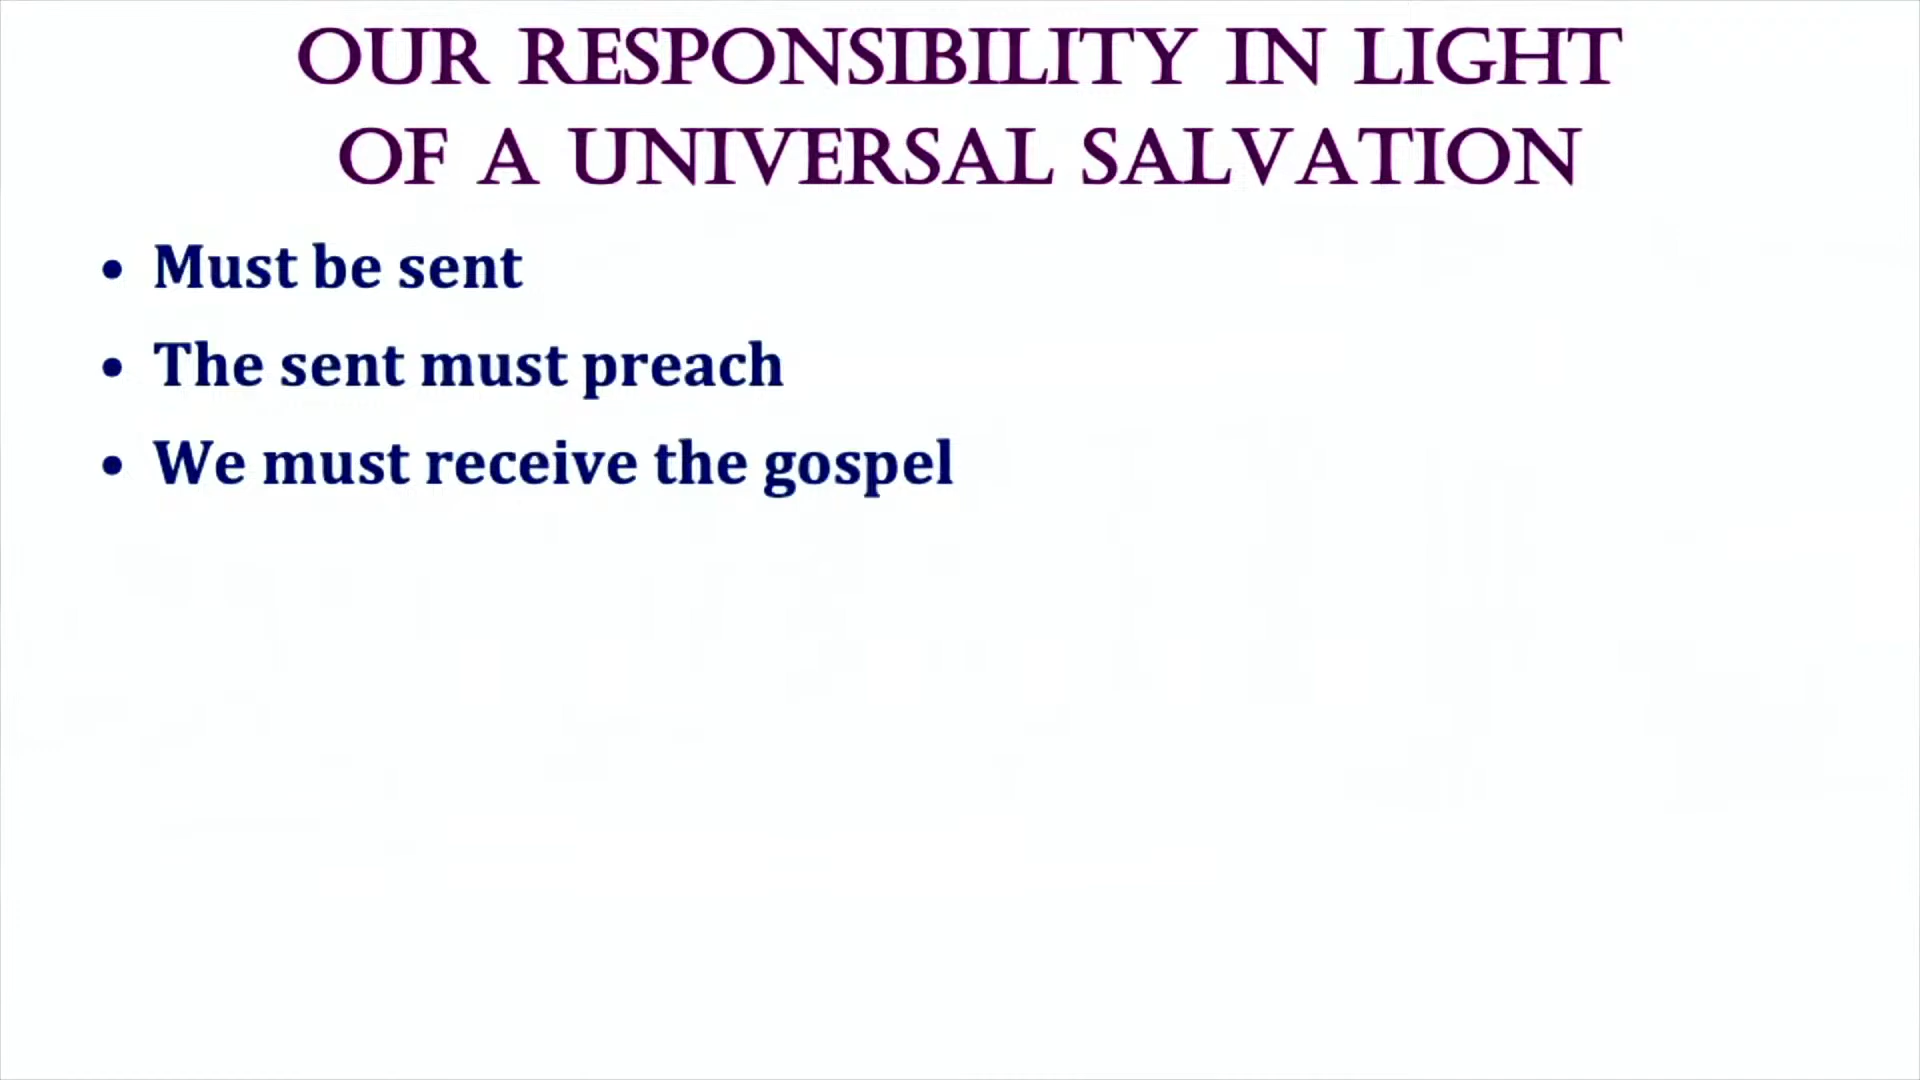 OUR RESPONSIBILITY IN LIGHT
OF A UNIVERSAL SALVATION
• Must be sent
• The sent must preach
• We must receive the gospel